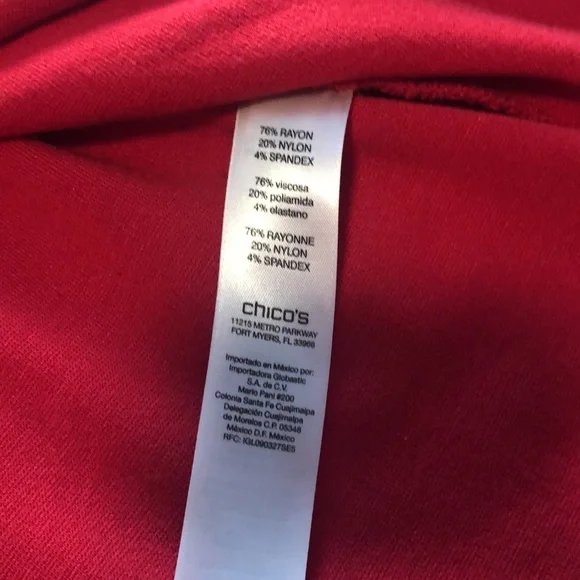 76% RAYON
20% NYLON
4% SPANDEX
76% viscosa
20% poliamida
4% elastano
76% RAYONNE
20% NYLON
4% SPANDEX
chico's
11215 METRO PARKWAY
FORT MYERS, FL 33966
Importado en México por:
Importadora Globastic
S.A. de C.V.
Mario Pani #200
Colonia Santa Fe Cuajimalpa
Delegación Cuajimalpa
de Morelos C.P. 05348
México D.F. México
RFC: IGL090327SE5